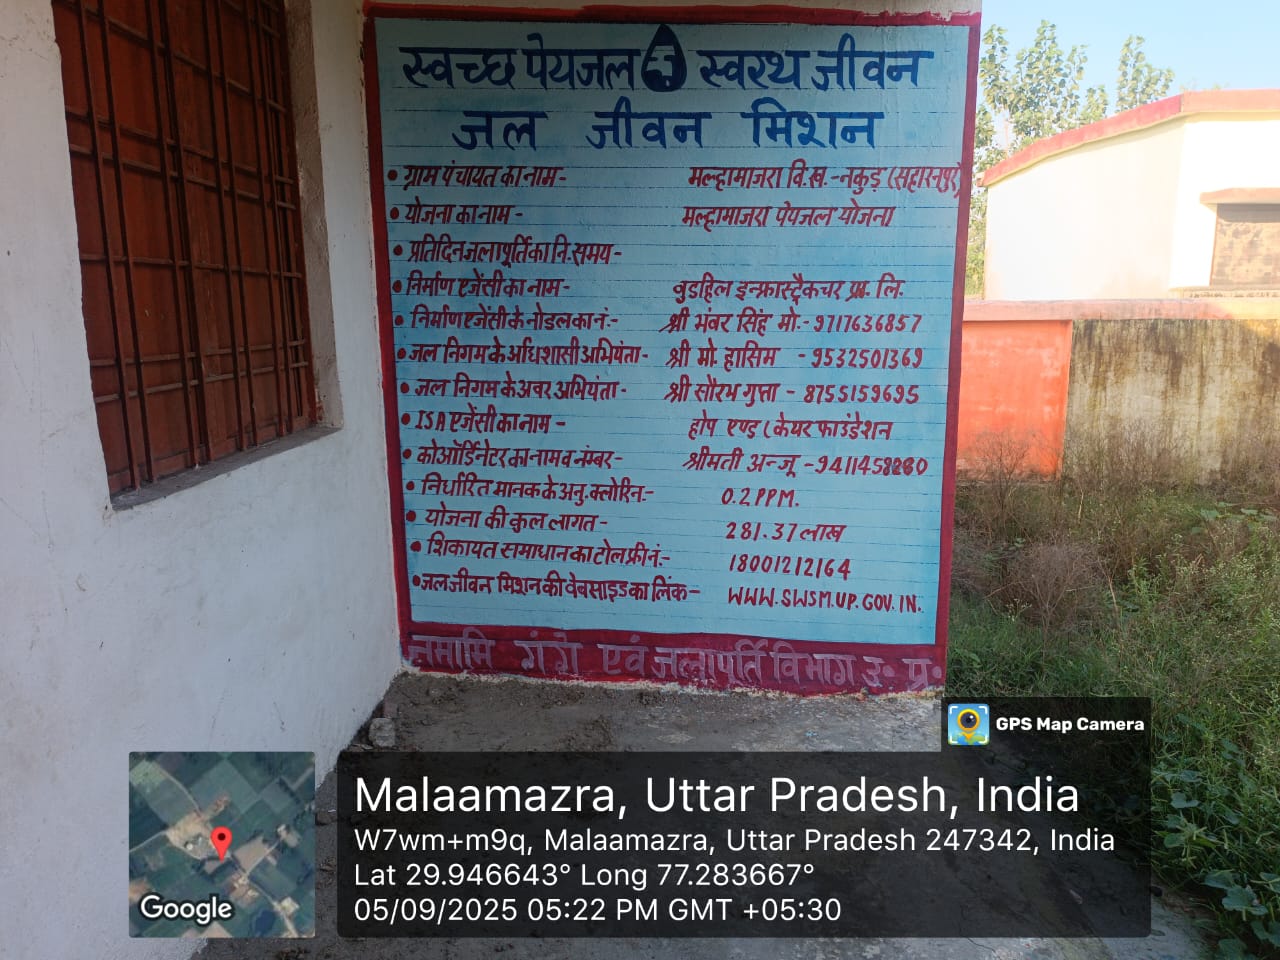 स्वच्छ पेयजल स्वस्थ जीवन
जल जीवन मिशन
• ग्राम पंचायत का नाम- मल्हामाजरा वि.ख.-नकुड़ (सहारनपुर)
• योजना का नाम - मल्हामाजरा पेयजल योजना
• प्रतिदिन जलापूर्ति का नि.समय-
• निर्माण एजेंसी का नाम- वुडहिल इन्फ्रास्ट्रैकचर प्रा. लि.
• निर्माण एजेंसी के नोडल का नं:- श्री भंवर सिंह मो.- 9717636857
• जल निगम के अधिशासी अभियंता- श्री मो. हासिम - 9532501369
• जल निगम के अवर अभियंता- श्री सौरभ गुप्ता - 8755159695
• ISA एजेंसी का नाम - होप एण्ड केयर फाउंडेशन
• कोऑर्डिनेटर का नाम व नंम्बर- श्रीमती अन्जू -
• निर्धारित मानक के अनु. क्लोरिन:- 0.2 PPM.
• योजना की कुल लागत- 281.37 लाख
• शिकायत समाधान का टोल फ्री नं.- 18001212164
• जल जीवन मिशन की वेबसाइड का लिंक- WWW.SWSM.UP.GOV.IN.
नमामि गंगे एवं जलापूर्ति विभाग उ॰ प्र॰
GPS Map Camera
Malaamazra, Uttar Pradesh, India
W7wm+m9q, Malaamazra, Uttar Pradesh 247342, India
Lat 29.946643° Long 77.283667°
05/09/2025 05:22 PM GMT +05:30
Google